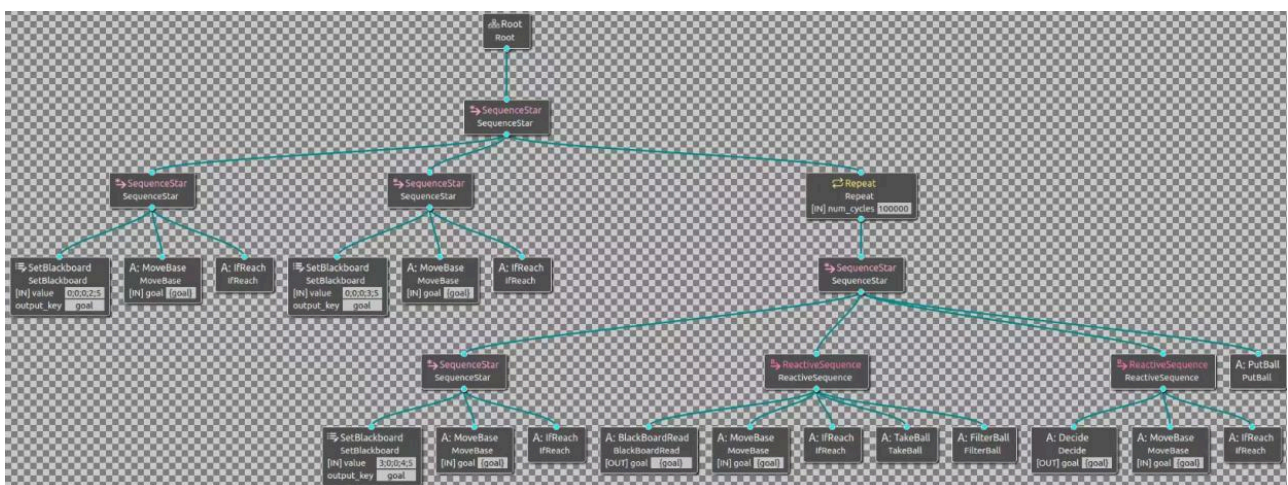 Root
Root
SequenceStar
SequenceStar
SequenceStar
SequenceStar
SequenceStar
SequenceStar
Repeat
Repeat
[IN] num_cycles 100000
SetBlackboard
SetBlackboard
[IN] value 0;0;0;2;5
output_key goal
A: MoveBase
MoveBase
[IN] goal {goal}
A: IfReach
IfReach
SetBlackboard
SetBlackboard
[IN] value 0;0;0;3;5
output_key goal
A: MoveBase
MoveBase
[IN] goal {goal}
A: IfReach
IfReach
SequenceStar
SequenceStar
SequenceStar
SequenceStar
ReactiveSequence
ReactiveSequence
ReactiveSequence
ReactiveSequence
A: PutBall
PutBall
SetBlackboard
SetBlackboard
[IN] value 3;0;0;4;5
output_key goal
A: MoveBase
MoveBase
[IN] goal {goal}
A: IfReach
IfReach
A: BlackBoardRead
BlackBoardRead
[OUT] goal {goal}
A: MoveBase
MoveBase
[IN] goal {goal}
A: IfReach
IfReach
A: TakeBall
TakeBall
A: FilterBall
FilterBall
A: Decide
Decide
[OUT] goal {goal}
A: MoveBase
MoveBase
[IN] goal {goal}
A: IfReach
IfReach